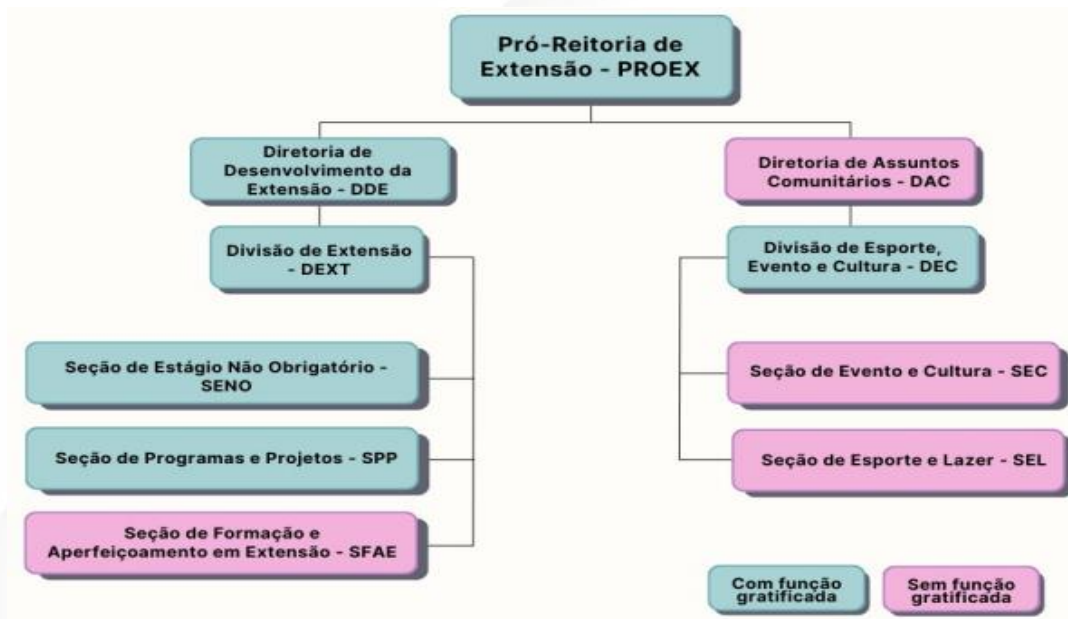 Pró-Reitoria de
Extensão - PROEX
Diretoria de
Desenvolvimento da
Extensão - DDE
Diretoria de Assuntos
Comunitários - DAC
Divisão de Extensão
- DEXT
Divisão de Esporte,
Evento e Cultura - DEC
Seção de Estágio Não Obrigatório -
SENO
Seção de Evento e Cultura - SEC
Seção de Programas e Projetos - SPP
Seção de Esporte e Lazer - SEL
Seção de Formação e
Aperfeiçoamento em Extensão - SFAE
Com função
gratificada
Sem função
gratificada